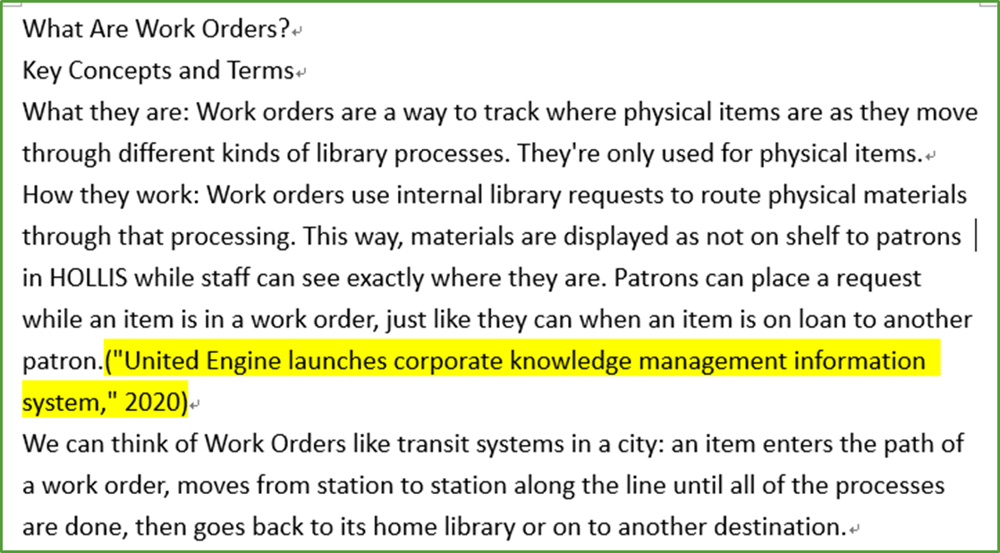 What Are Work Orders?
Key Concepts and Terms
What they are: Work orders are a way to track where physical items are as they move
through different kinds of library processes. They're only used for physical items.
How they work: Work orders use internal library requests to route physical materials
through that processing. This way, materials are displayed as not on shelf to patrons
in HOLLIS while staff can see exactly where they are. Patrons can place a request
while an item is in a work order, just like they can when an item is on loan to another
patron.("United Engine launches corporate knowledge management information
system," 2020)
We can think of Work Orders like transit systems in a city: an item enters the path of
a work order, moves from station to station along the line until all of the processes
are done, then goes back to its home library or on to another destination.